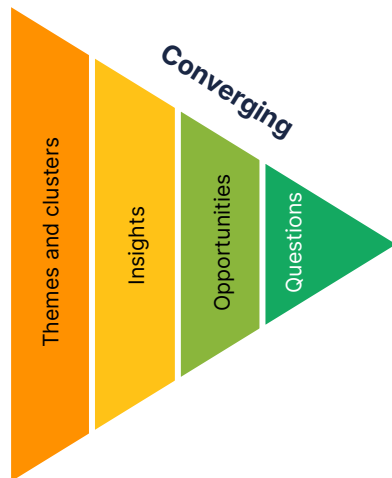 Converging
Themes and clusters
Insights
Opportunities
Questions